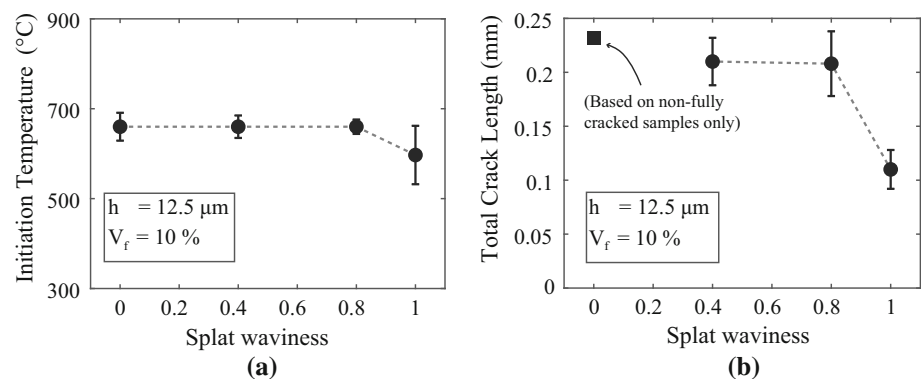 900
700
500
300
Initiation Temperature (°C)
h = 12.5 μm
V_f = 10 %
0 0.2 0.4 0.6 0.8 1
Splat waviness
(a)
0.25
0.2
0.15
0.1
0.05
0
Total Crack Length (mm)
(Based on non-fully
cracked samples only)
h = 12.5 μm
V_f = 10 %
0 0.2 0.4 0.6 0.8 1
Splat waviness
(b)